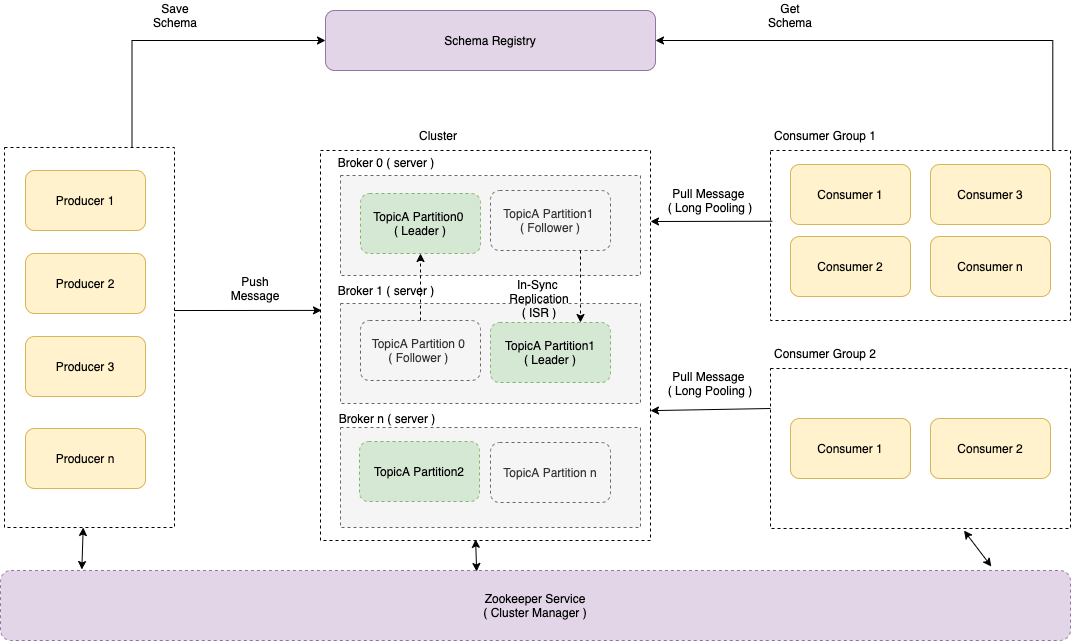 Save
Schema
Get
Schema
Schema Registry
Cluster
Consumer Group 1
Broker 0 ( server )
Producer 1
Producer 2
Producer 3
Producer n
Push
Message
TopicA Partition0
( Leader )
TopicA Partition1
( Follower )
Broker 1 ( server )
In-Sync
Replication
( ISR )
TopicA Partition 0
( Follower )
TopicA Partition1
( Leader )
Broker n ( server )
TopicA Partition2
TopicA Partition n
Pull Message
( Long Pooling )
Consumer 1
Consumer 3
Consumer 2
Consumer n
Consumer Group 2
Pull Message
( Long Pooling )
Consumer 1
Consumer 2
Zookeeper Service
( Cluster Manager )